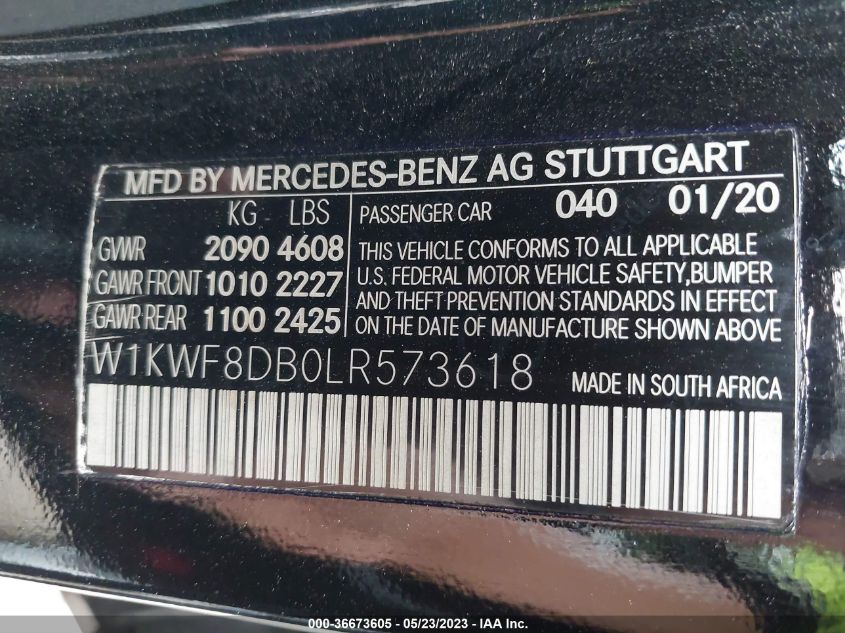 MFD BY MERCEDES-BENZ AG STUTTGART
KG LBS
GVWR 2090 4608
GAWR FRONT 1010 2227
GAWR REAR 1100 2425
PASSENGER CAR 040 01/20
THIS VEHICLE CONFORMS TO ALL APPLICABLE
U.S. FEDERAL MOTOR VEHICLE SAFETY,BUMPER
AND THEFT PREVENTION STANDARDS IN EFFECT
ON THE DATE OF MANUFACTURE SHOWN ABOVE
W1KWF8DB0LR573618
MADE IN SOUTH AFRICA
000-36673605 - 05/23/2023 - IAA Inc.